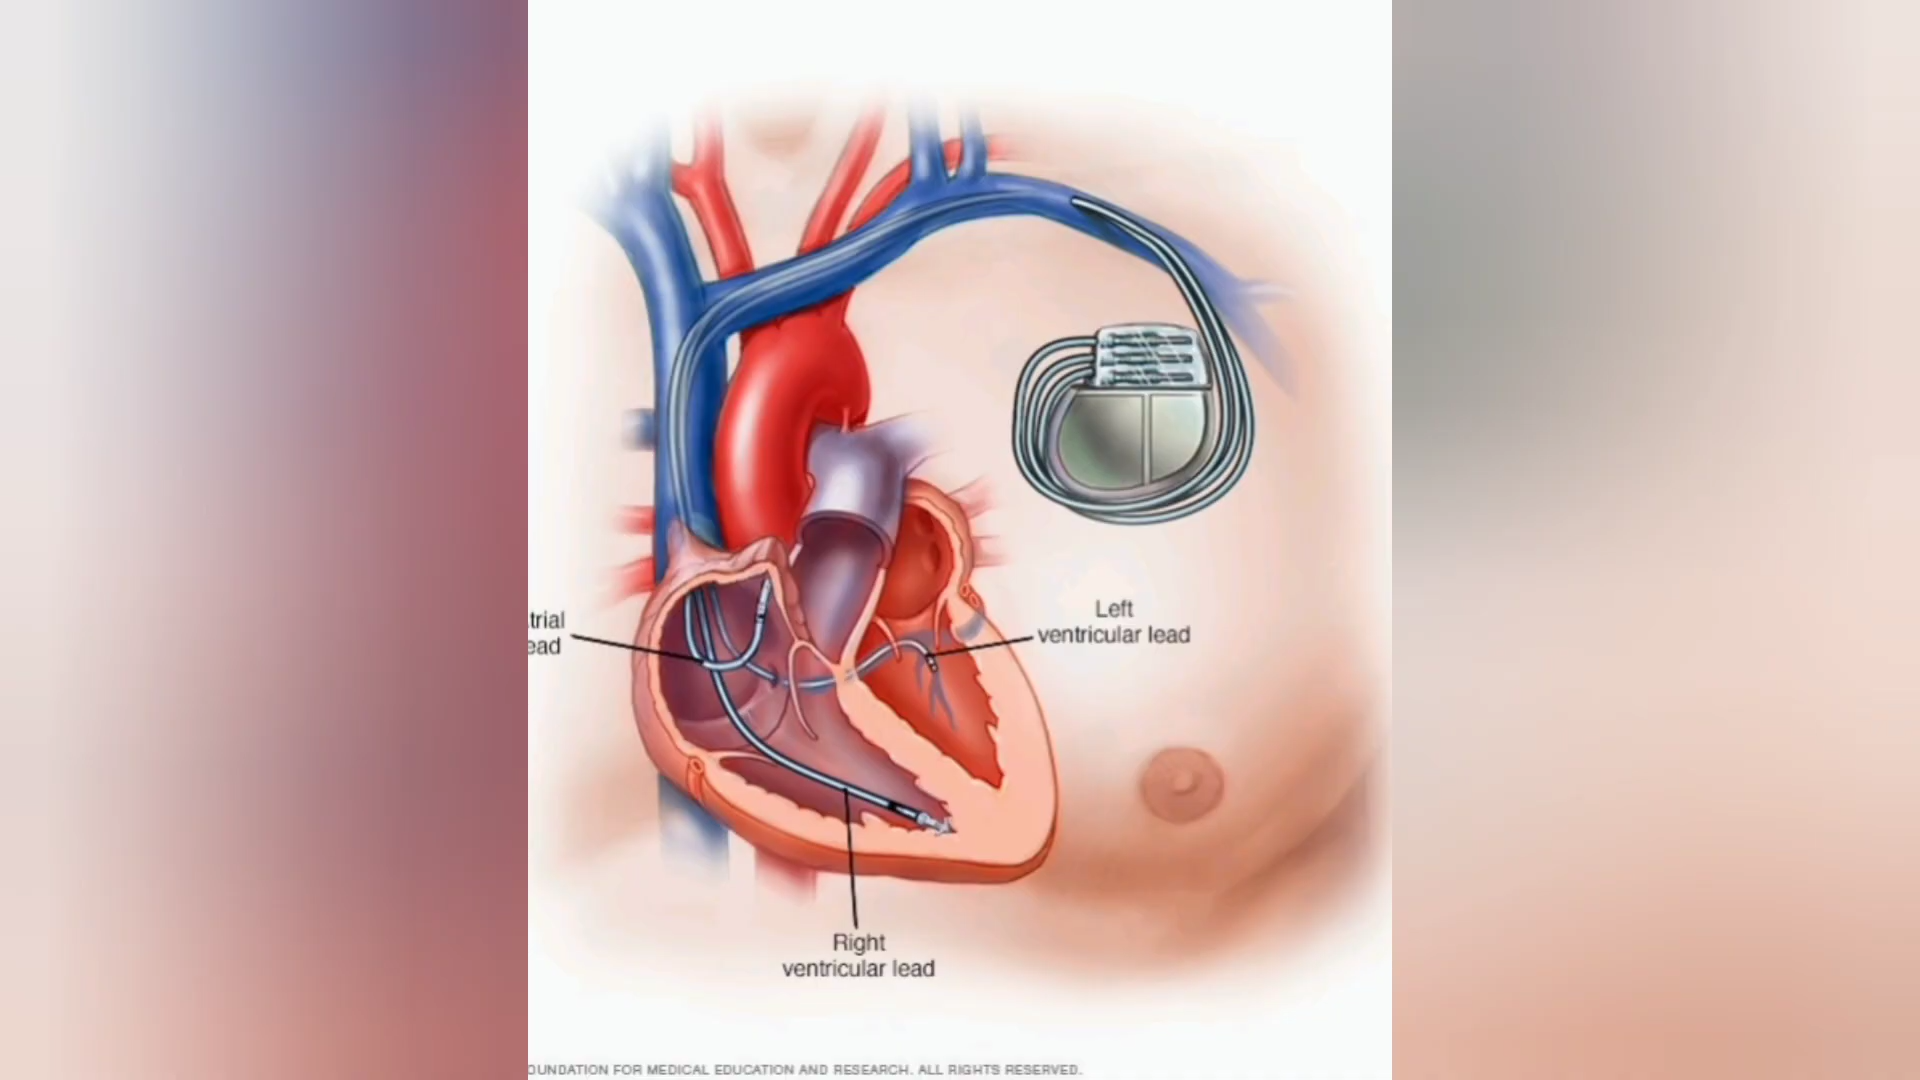 trial
ead
Left
ventricular lead
Right
ventricular lead
OUNDATION FOR MEDICAL EDUCATION AND RESEARCH. ALL RIGHTS RESERVED.